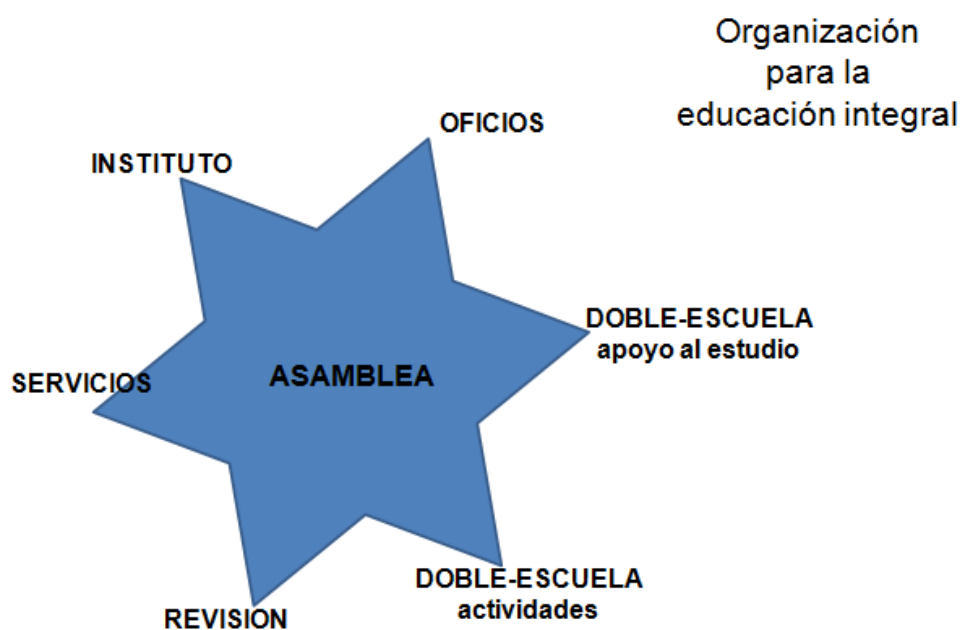 Organización
para la
educación integral
OFICIOS
INSTITUTO
DOBLE-ESCUELA
apoyo al estudio
ASAMBLEA
SERVICIOS
DOBLE-ESCUELA
actividades
REVISION